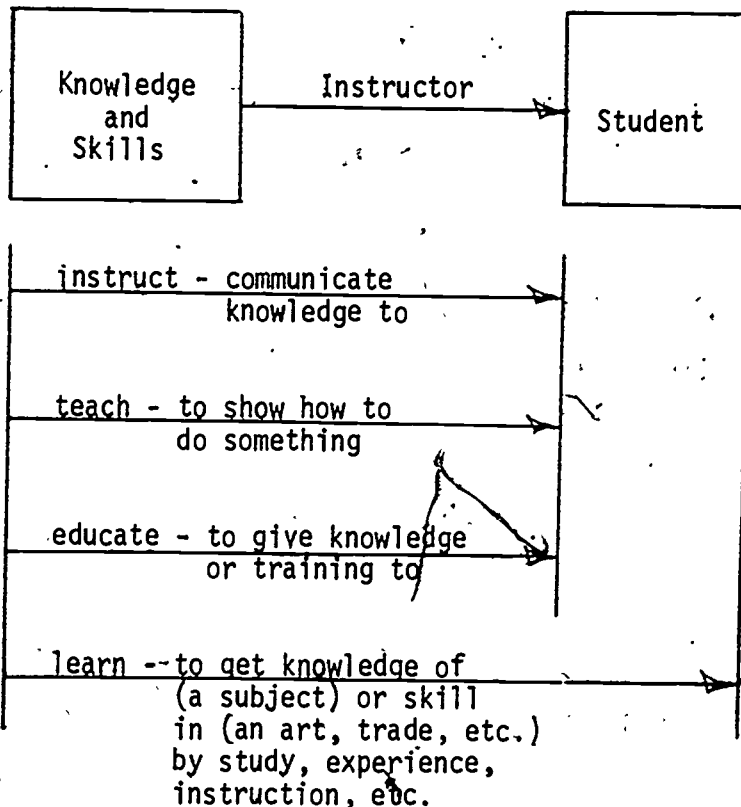 Knowledge
and
Skills
Instructor
Student
instruct - communicate
knowledge to
teach - to show how to
do something
educate - to give knowledge
or training to
learn -- to get knowledge of
(a subject) or skill
in (an art, trade, etc.)
by study, experience,
instruction, etc.